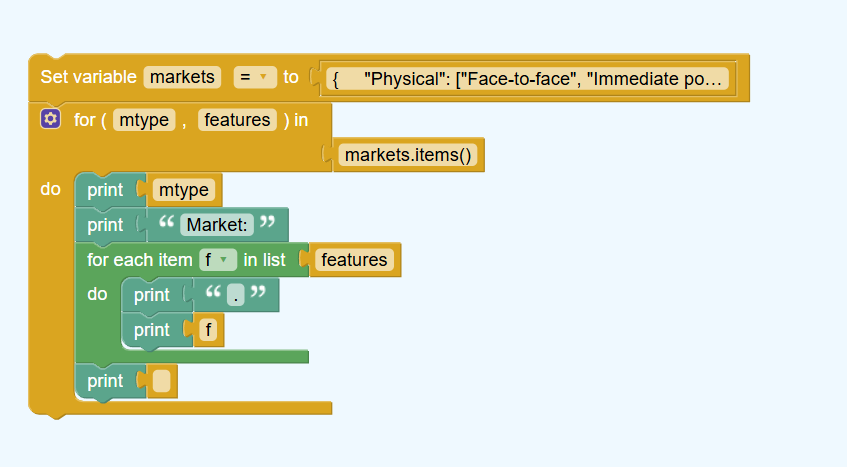 Set variable markets = to { "Physical": ["Face-to-face", "Immediate po…
for ( mtype , features ) in
markets.items()
do print mtype
print “ Market: ”
for each item f in list features
do print “ . ”
print f
print